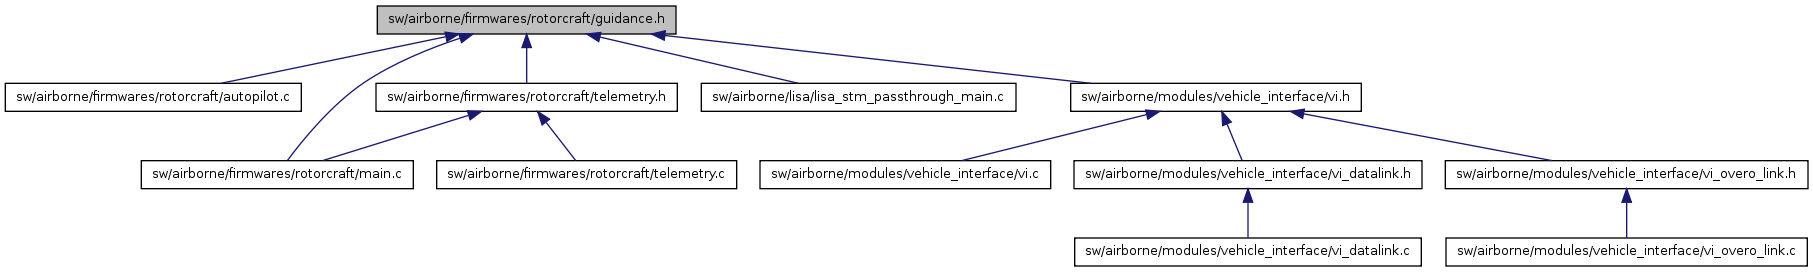 sw/airborne/firmwares/rotorcraft/guidance.h
sw/airborne/firmwares/rotorcraft/autopilot.c
sw/airborne/firmwares/rotorcraft/telemetry.h
sw/airborne/lisa/lisa_stm_passthrough_main.c
sw/airborne/modules/vehicle_interface/vi.h
sw/airborne/firmwares/rotorcraft/main.c
sw/airborne/firmwares/rotorcraft/telemetry.c
sw/airborne/modules/vehicle_interface/vi.c
sw/airborne/modules/vehicle_interface/vi_datalink.h
sw/airborne/modules/vehicle_interface/vi_overo_link.h
sw/airborne/modules/vehicle_interface/vi_datalink.c
sw/airborne/modules/vehicle_interface/vi_overo_link.c